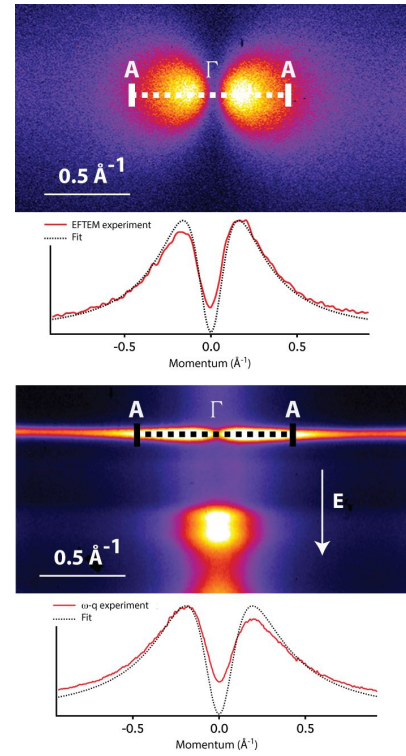 A Γ A
0.5 Å⁻¹
EFTEM experiment
Fit
-0.5 0.0 0.5
Momentum (Å⁻¹)
A Γ A
E
0.5 Å⁻¹
ω-q experiment
Fit
-0.5 0.0 0.5
Momentum (Å⁻¹)